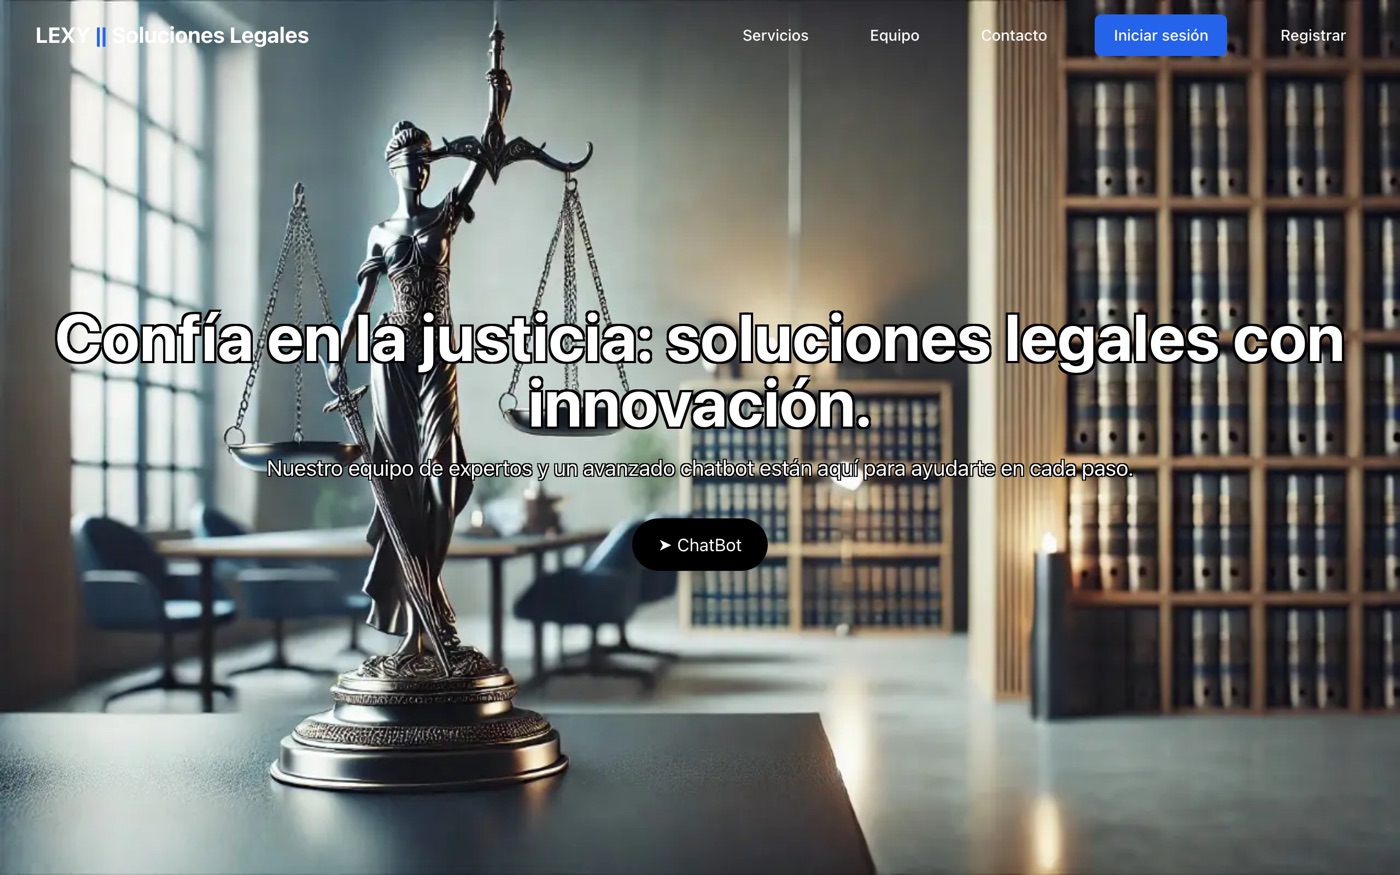 LEXY || Soluciones Legales
Servicios
Equipo
Contacto
Iniciar sesión
Registrar
Confía en la justicia: soluciones legales con
innovación.
Nuestro equipo de expertos y un avanzado chatbot están aquí para ayudarte en cada paso.
➤ ChatBot